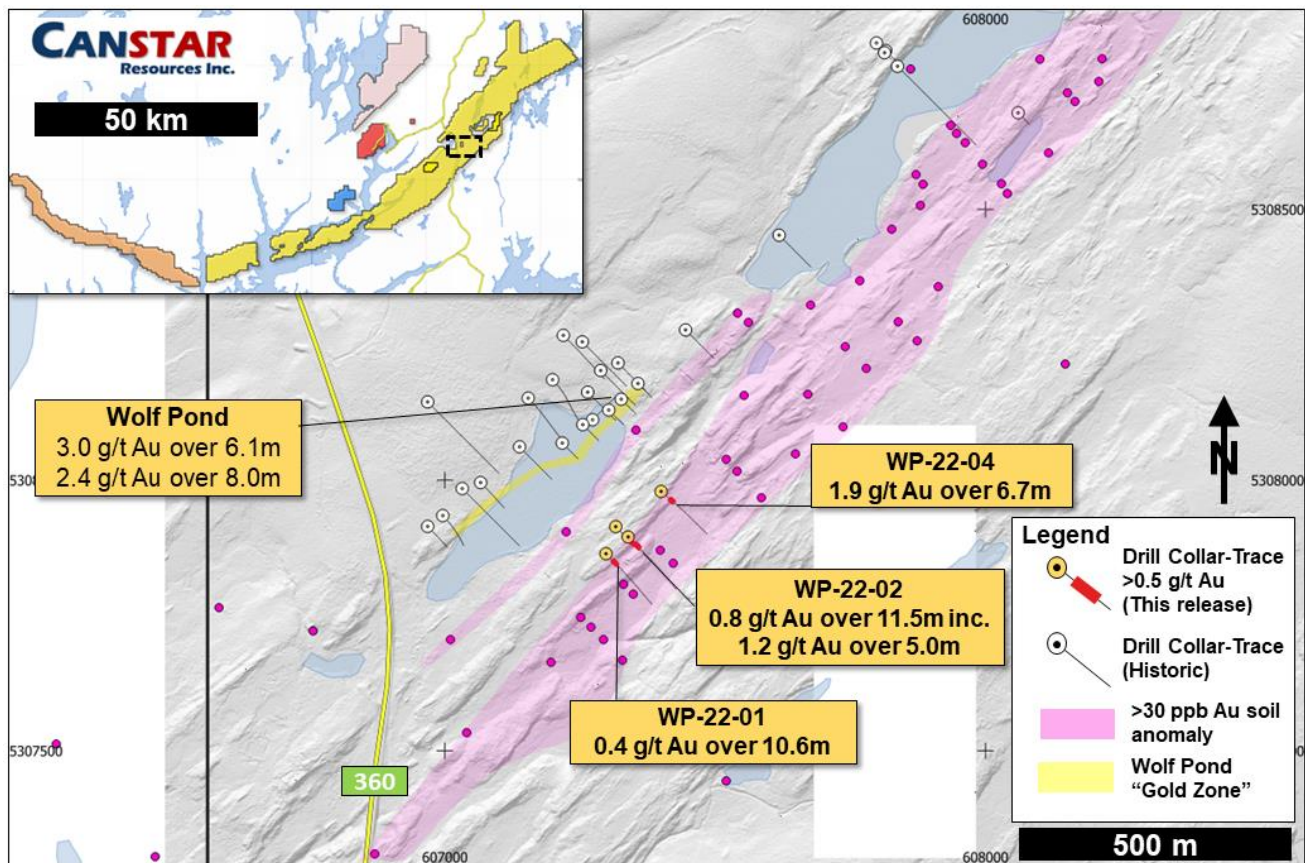 CANSTAR
Resources Inc.
50 km
608000
5308500
Wolf Pond
3.0 g/t Au over 6.1m
2.4 g/t Au over 8.0m
WP-22-04
1.9 g/t Au over 6.7m
5308000
N
WP-22-02
0.8 g/t Au over 11.5m inc.
1.2 g/t Au over 5.0m
WP-22-01
0.4 g/t Au over 10.6m
Legend
Drill Collar-Trace
>0.5 g/t Au
(This release)
Drill Collar-Trace
(Historic)
>30 ppb Au soil
anomaly
Wolf Pond
“Gold Zone”
5307500
360
500 m
607000
608000